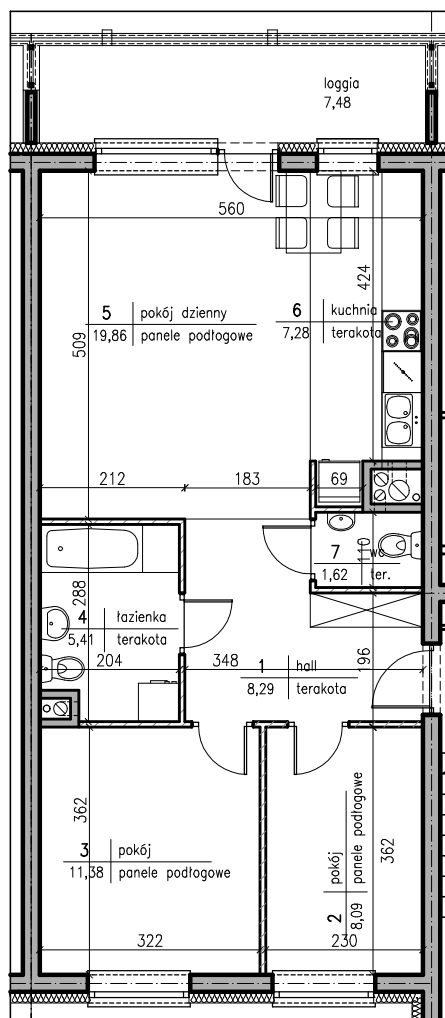 loggia
7,48
560
424
5 pokój dzienny
19,86 panele podłogowe
6 kuchnia
7,28 terakota
509
212
183
69
7 wc
1,62 ter.
110
288
4 łazienka
5,41 terakota
204
348
1 hall
8,29 terakota
196
362
3 pokój
11,38 panele podłogowe
2 pokój
8,09 panele podłogowe
362
322
230